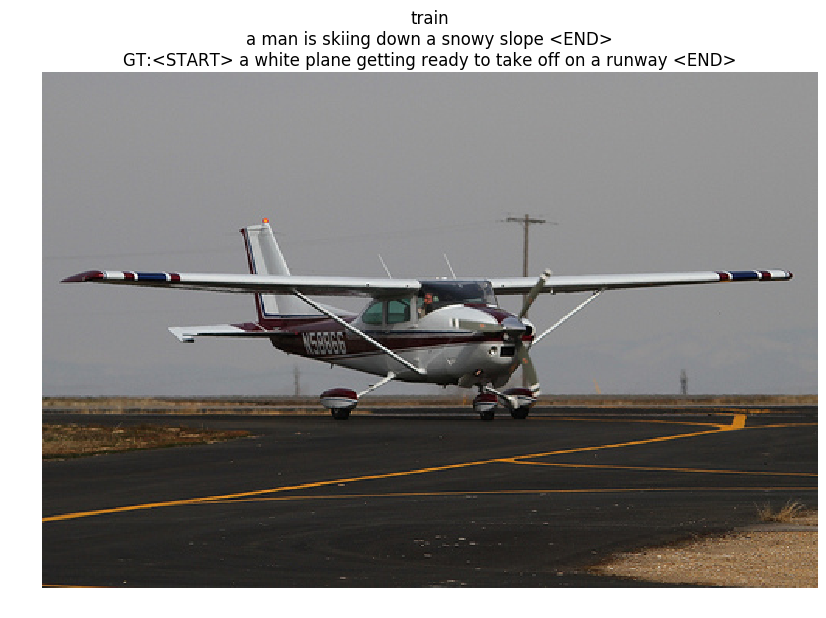 train
a man is skiing down a snowy slope <END>
GT:<START> a white plane getting ready to take off on a runway <END>
N58866